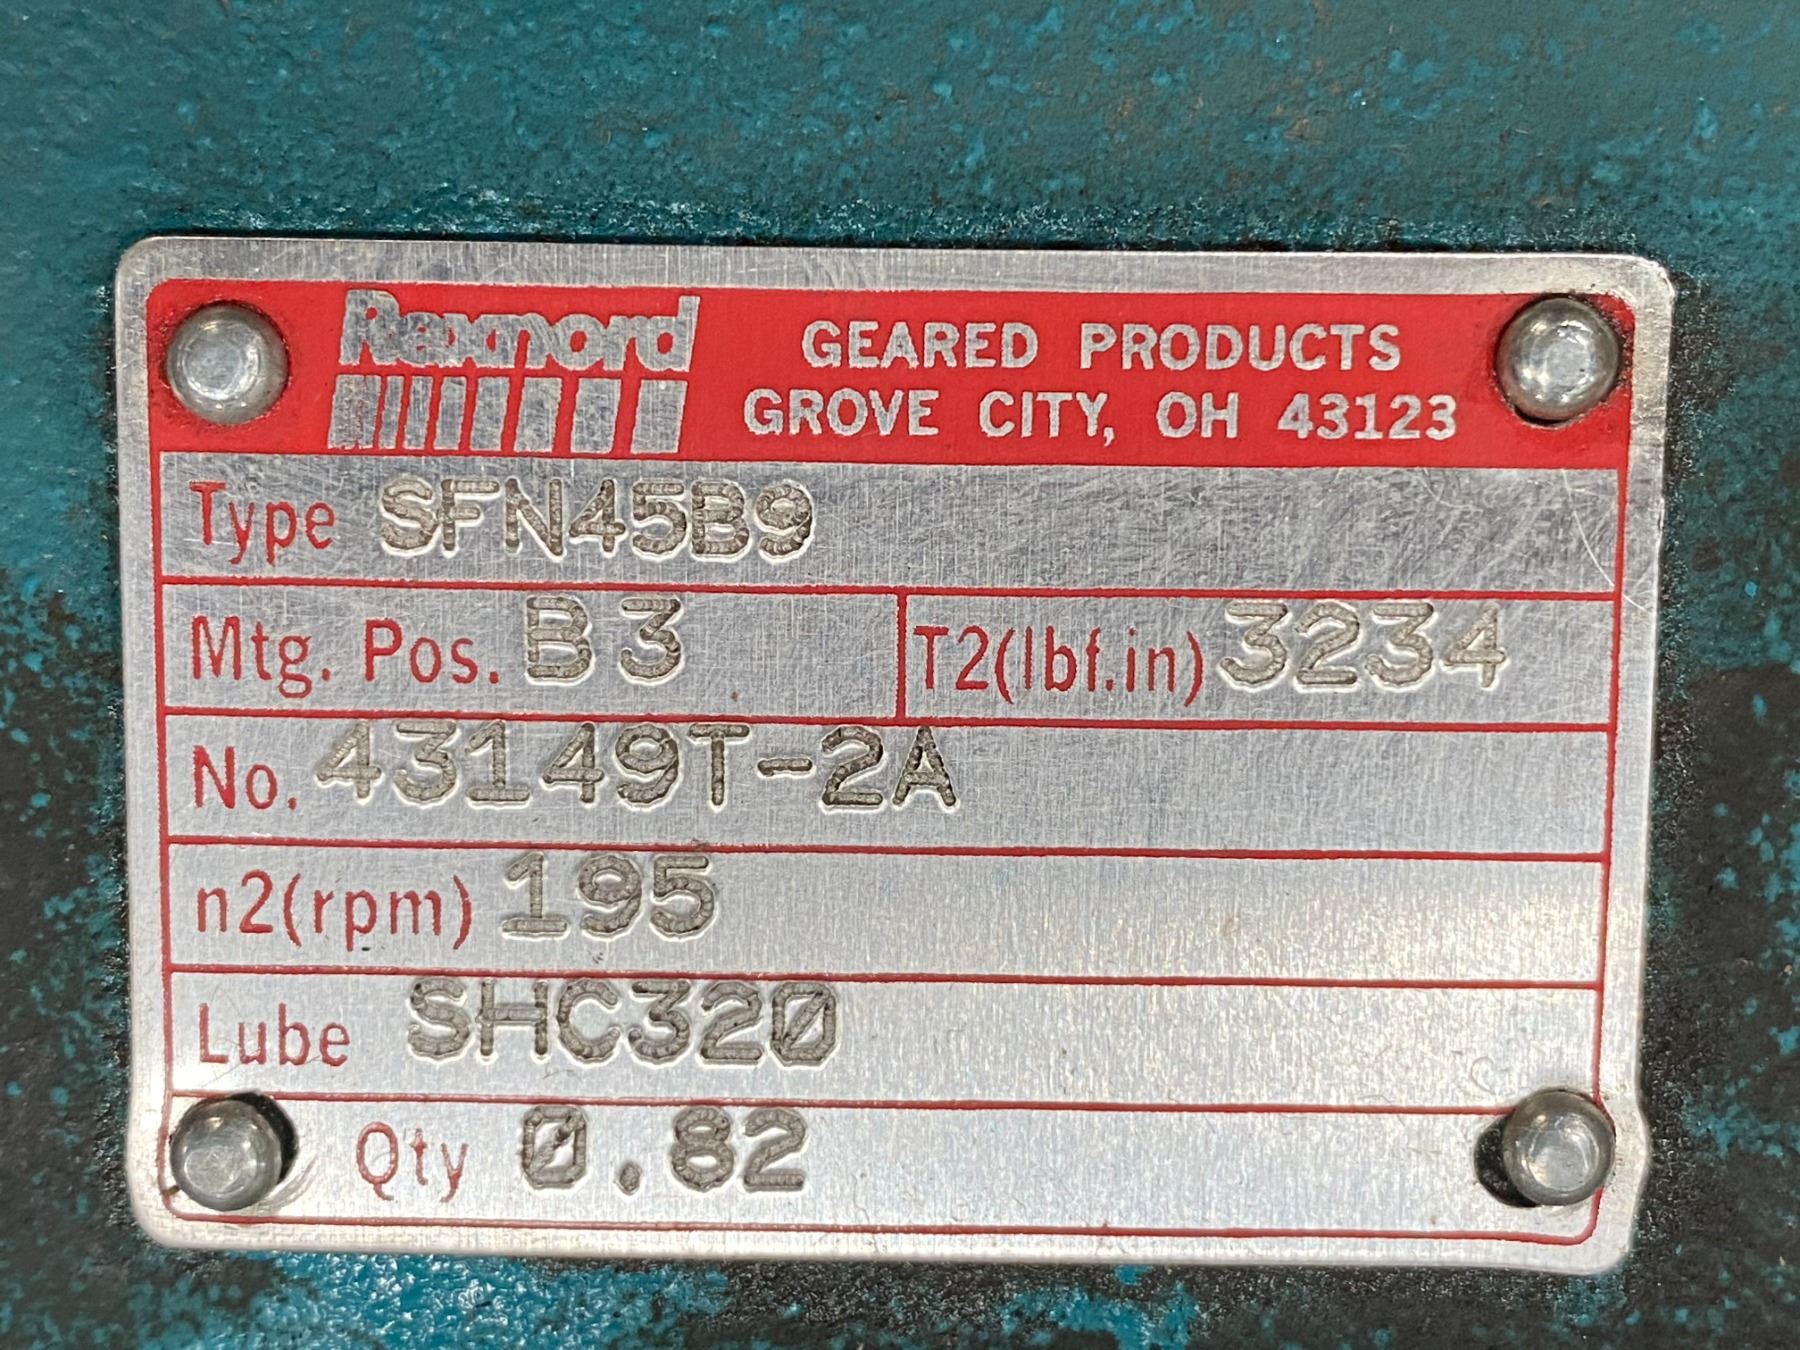 Rexnord
GEARED PRODUCTS
GROVE CITY, OH 43123
Type SFN45B9
Mtg. Pos. B3 T2(lbf.in) 3234
No. 43149T-2A
n2(rpm) 195
Lube SHC320
Qty 0.82